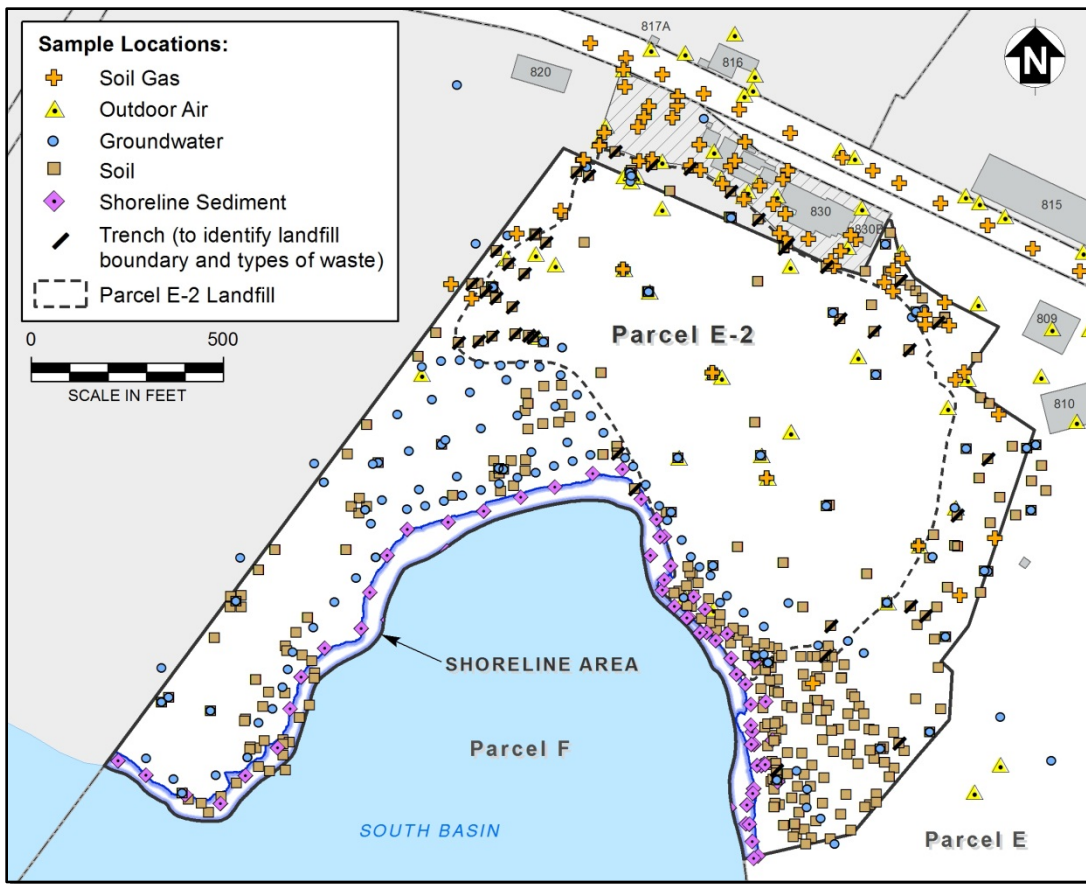 Sample Locations:
Soil Gas
Outdoor Air
Groundwater
Soil
Shoreline Sediment
Trench (to identify landfill
boundary and types of waste)
Parcel E-2 Landfill
0
500
SCALE IN FEET
N
817A
816
820
815
830
830B
809
810
Parcel E-2
SHORELINE AREA
Parcel F
SOUTH BASIN
Parcel E